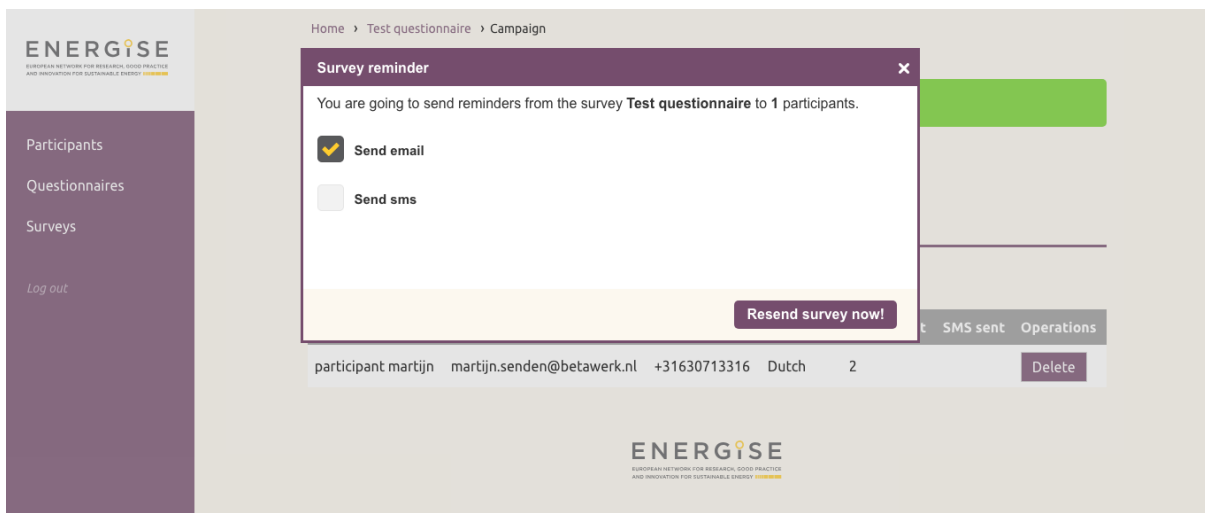 Home › Test questionnaire › Campaign
ENERGISE
EUROPEAN NETWORK FOR RESEARCH, GOOD PRACTICE
AND INNOVATION FOR SUSTAINABLE ENERGY
Participants
Questionnaires
Surveys
Log out
Survey reminder ×
You are going to send reminders from the survey Test questionnaire to 1 participants.
Send email
Send sms
Resend survey now!
t SMS sent Operations
participant martijn martijn.senden@betawerk.nl +31630713316 Dutch 2 Delete
ENERGISE
EUROPEAN NETWORK FOR RESEARCH, GOOD PRACTICE
AND INNOVATION FOR SUSTAINABLE ENERGY